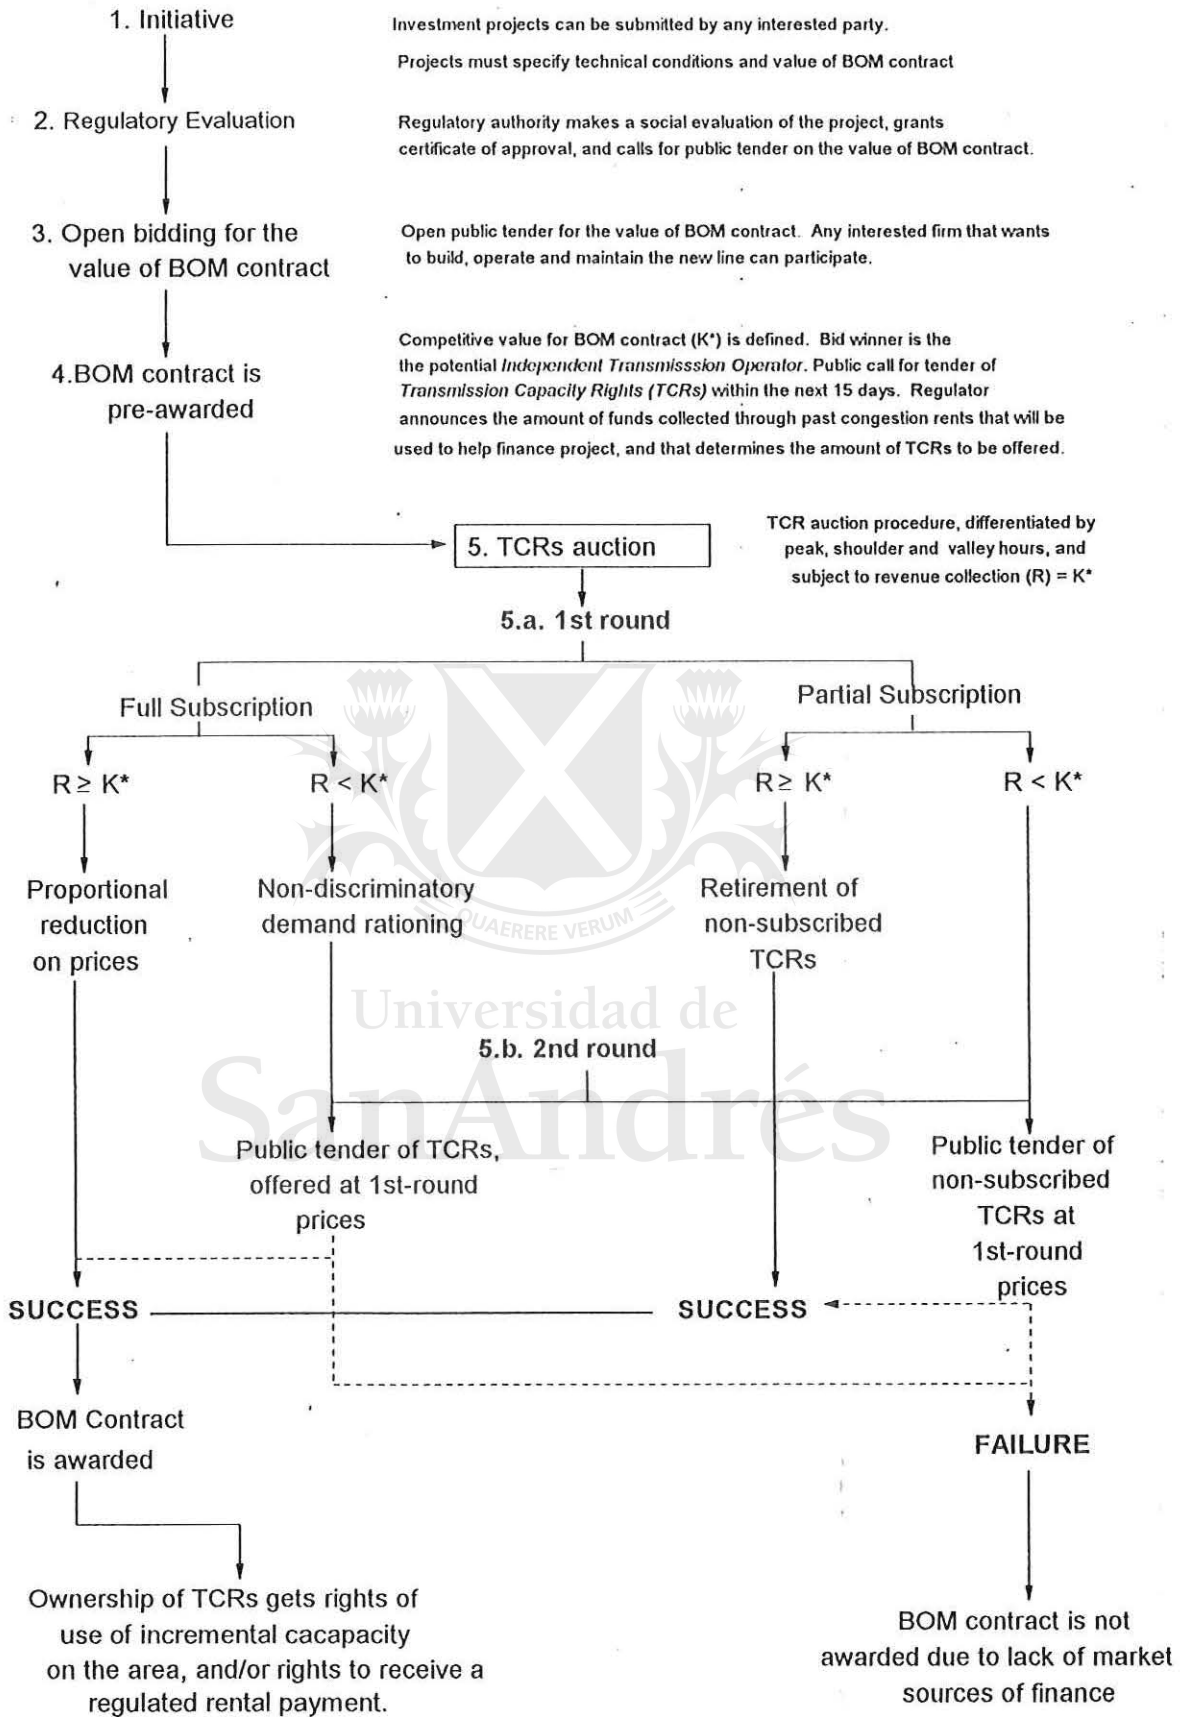 1. Initiative
Investment projects can be submitted by any interested party.
Projects must specify technical conditions and value of BOM contract
2. Regulatory Evaluation
Regulatory authority makes a social evaluation of the project, grants
certificate of approval, and calls for public tender on the value of BOM contract.
3. Open bidding for the
value of BOM contract
Open public tender for the value of BOM contract. Any interested firm that wants
to build, operate and maintain the new line can participate.
4.BOM contract is
pre-awarded
Competitive value for BOM contract (K*) is defined. Bid winner is the
the potential Independent Transmisssion Operator. Public call for tender of
Transmission Capacity Rights (TCRs) within the next 15 days. Regulator
announces the amount of funds collected through past congestion rents that will be
used to help finance project, and that determines the amount of TCRs to be offered.
5. TCRs auction
TCR auction procedure, differentiated by
peak, shoulder and valley hours, and
subject to revenue collection (R) = K*
5.a. 1st round
Full Subscription
Partial Subscription
R ≥ K*
R < K*
R ≥ K*
R < K*
Proportional
reduction
on prices
Non-discriminatory
demand rationing
Retirement of
non-subscribed
TCRs
QUAERERE VERUM
Universidad de
SanAndrés
5.b. 2nd round
Public tender of TCRs,
offered at 1st-round
prices
Public tender of
non-subscribed
TCRs at
1st-round
prices
SUCCESS
SUCCESS
BOM Contract
is awarded
FAILURE
Ownership of TCRs gets rights of
use of incremental cacapacity
on the area, and/or rights to receive a
regulated rental payment.
BOM contract is not
awarded due to lack of market
sources of finance